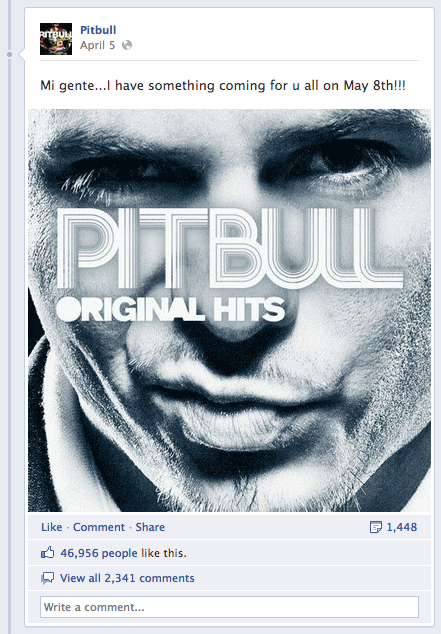 PITBULL
Pitbull
April 5
Mi gente...I have something coming for u all on May 8th!!!
PITBULL
ORIGINAL HITS
Like · Comment · Share 1,448
46,956 people like this.
View all 2,341 comments
Write a comment...